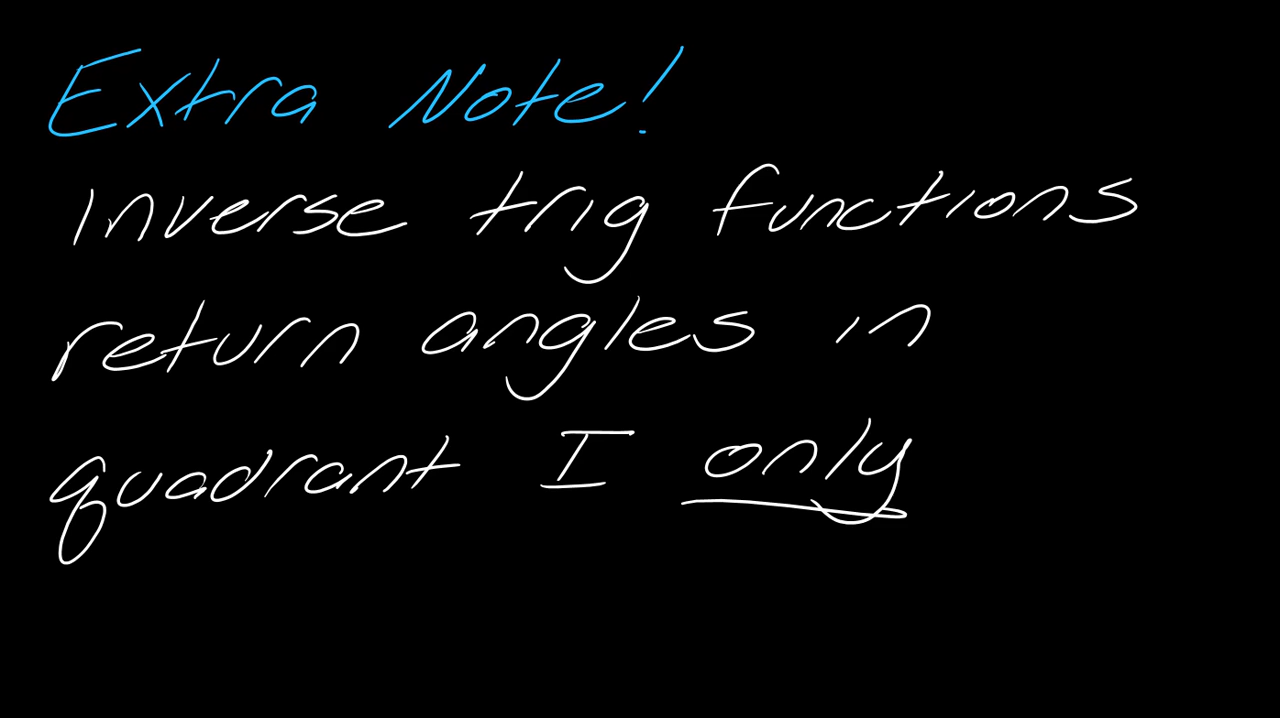 Extra Note!
Inverse trig functions
return angles in
quadrant I only